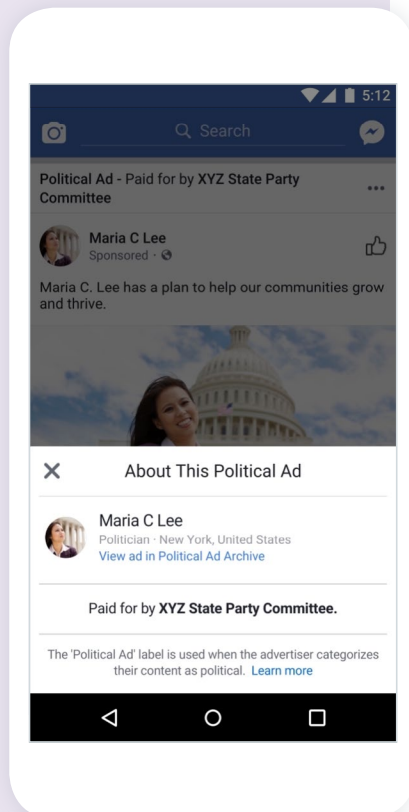 5:12
Search
Political Ad - Paid for by XYZ State Party
Committee
Maria C Lee
Sponsored ·
Maria C. Lee has a plan to help our communities grow
and thrive.
About This Political Ad
Maria C Lee
Politician · New York, United States
View ad in Political Ad Archive
Paid for by XYZ State Party Committee.
The 'Political Ad' label is used when the advertiser categorizes
their content as political. Learn more